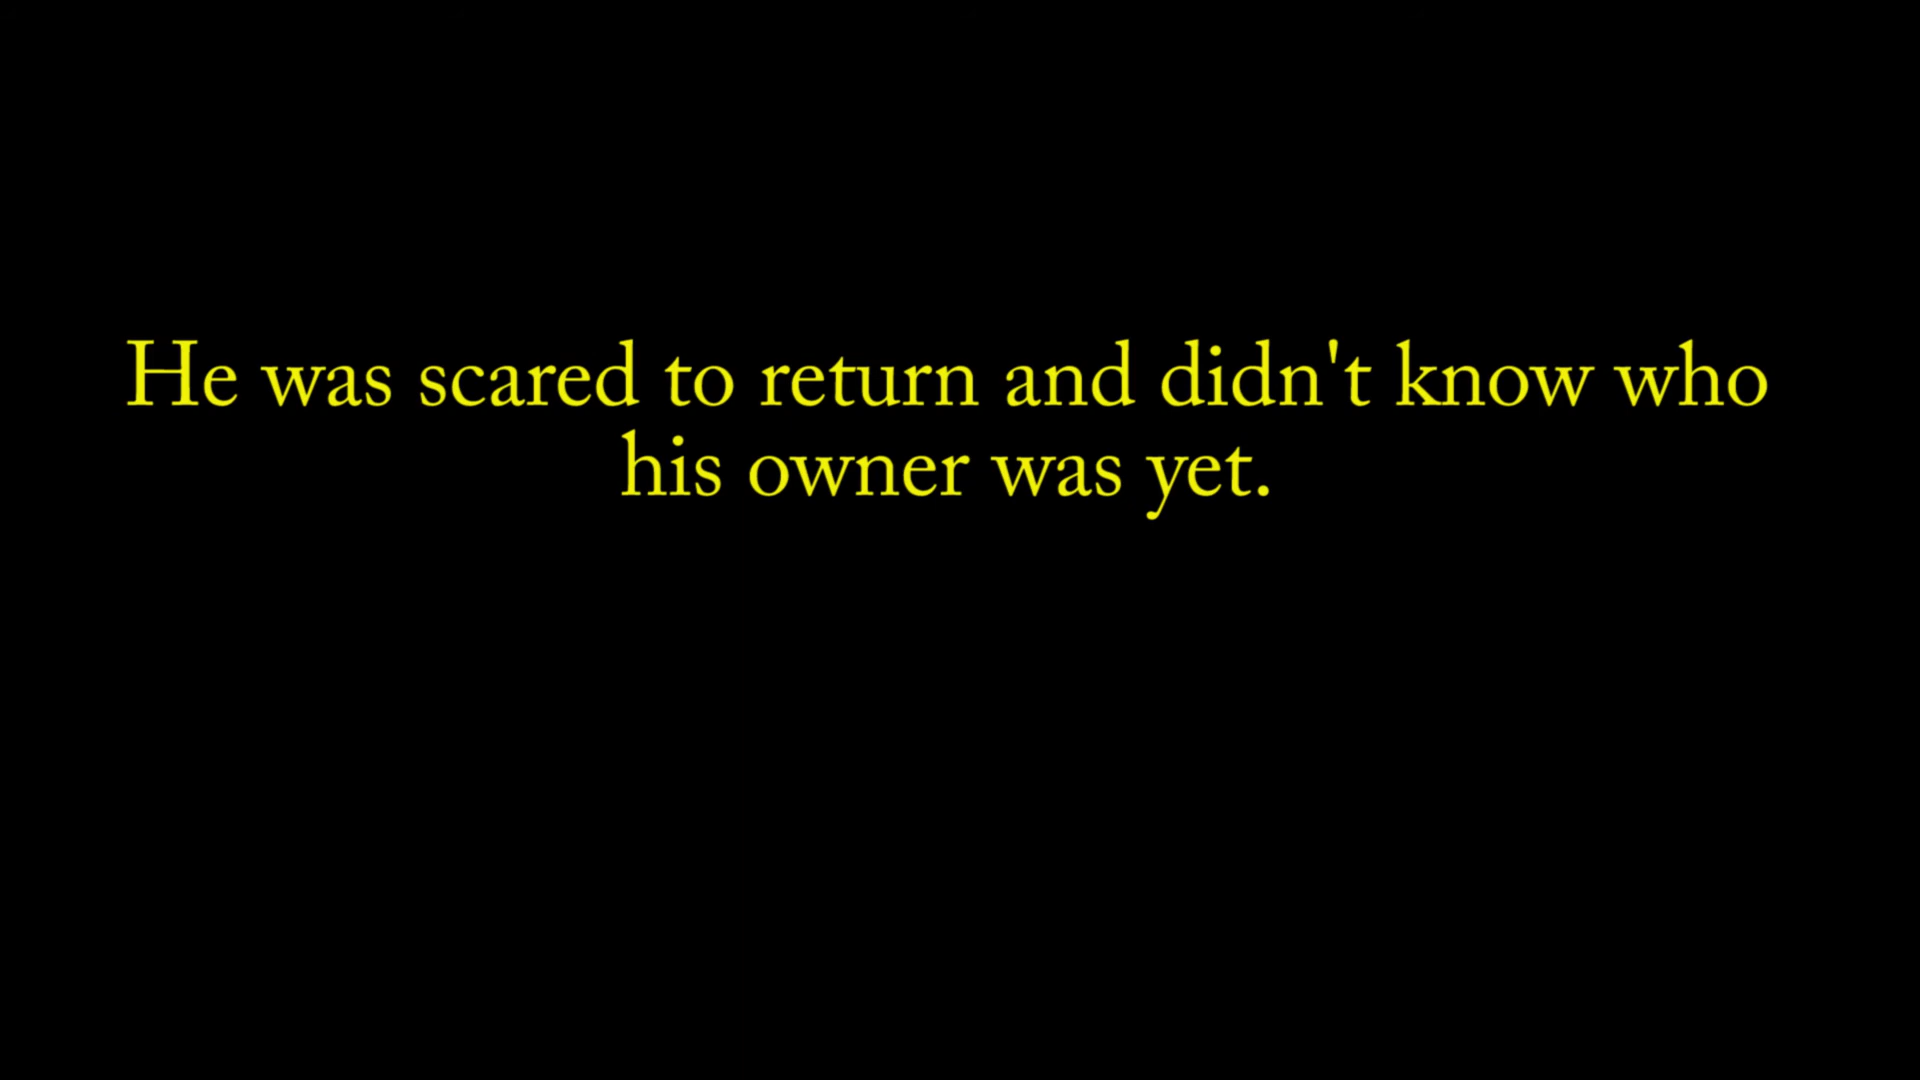 He was scared to return and didn't know who
his owner was yet.